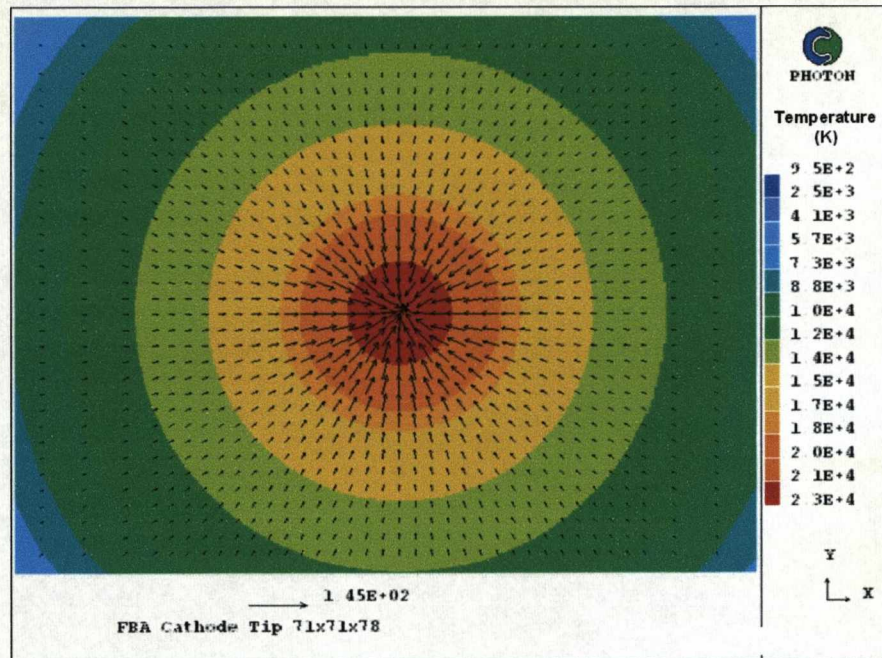 PHOTON
Temperature
(K)
9.5E+2
2.5E+3
4.1E+3
5.7E+3
7.3E+3
8.8E+3
1.0E+4
1.2E+4
1.4E+4
1.5E+4
1.7E+4
1.8E+4
2.0E+4
2.1E+4
2.3E+4
Y
X
1.45E+02
FBA Cathode Tip 71x71x78